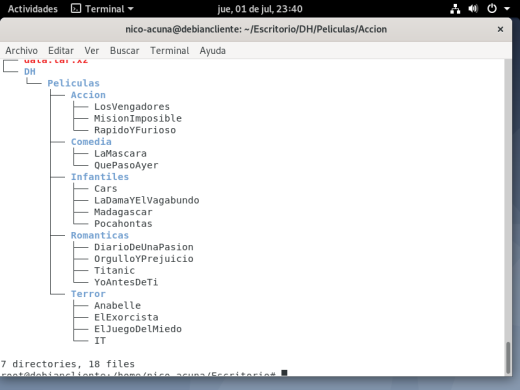 Actividades Terminal jue, 01 de jul, 23:40
nico-acuna@debiancliente: ~/Escritorio/DH/Peliculas/Accion ×
Archivo Editar Ver Buscar Terminal Ayuda
data.tar.xz
DH
Peliculas
Accion
LosVengadores
MisionImposible
RapidoYFurioso
Comedia
LaMascara
QuePasoAyer
Infantiles
Cars
LaDamaYElVagabundo
Madagascar
Pocahontas
Romanticas
DiarioDeUnaPasion
OrgulloYPrejuicio
Titanic
YoAntesDeTi
Terror
Anabelle
ElExorcista
ElJuegoDelMiedo
IT
7 directories, 18 files
root@debiancliente:/home/nico-acuna/Escritorio#